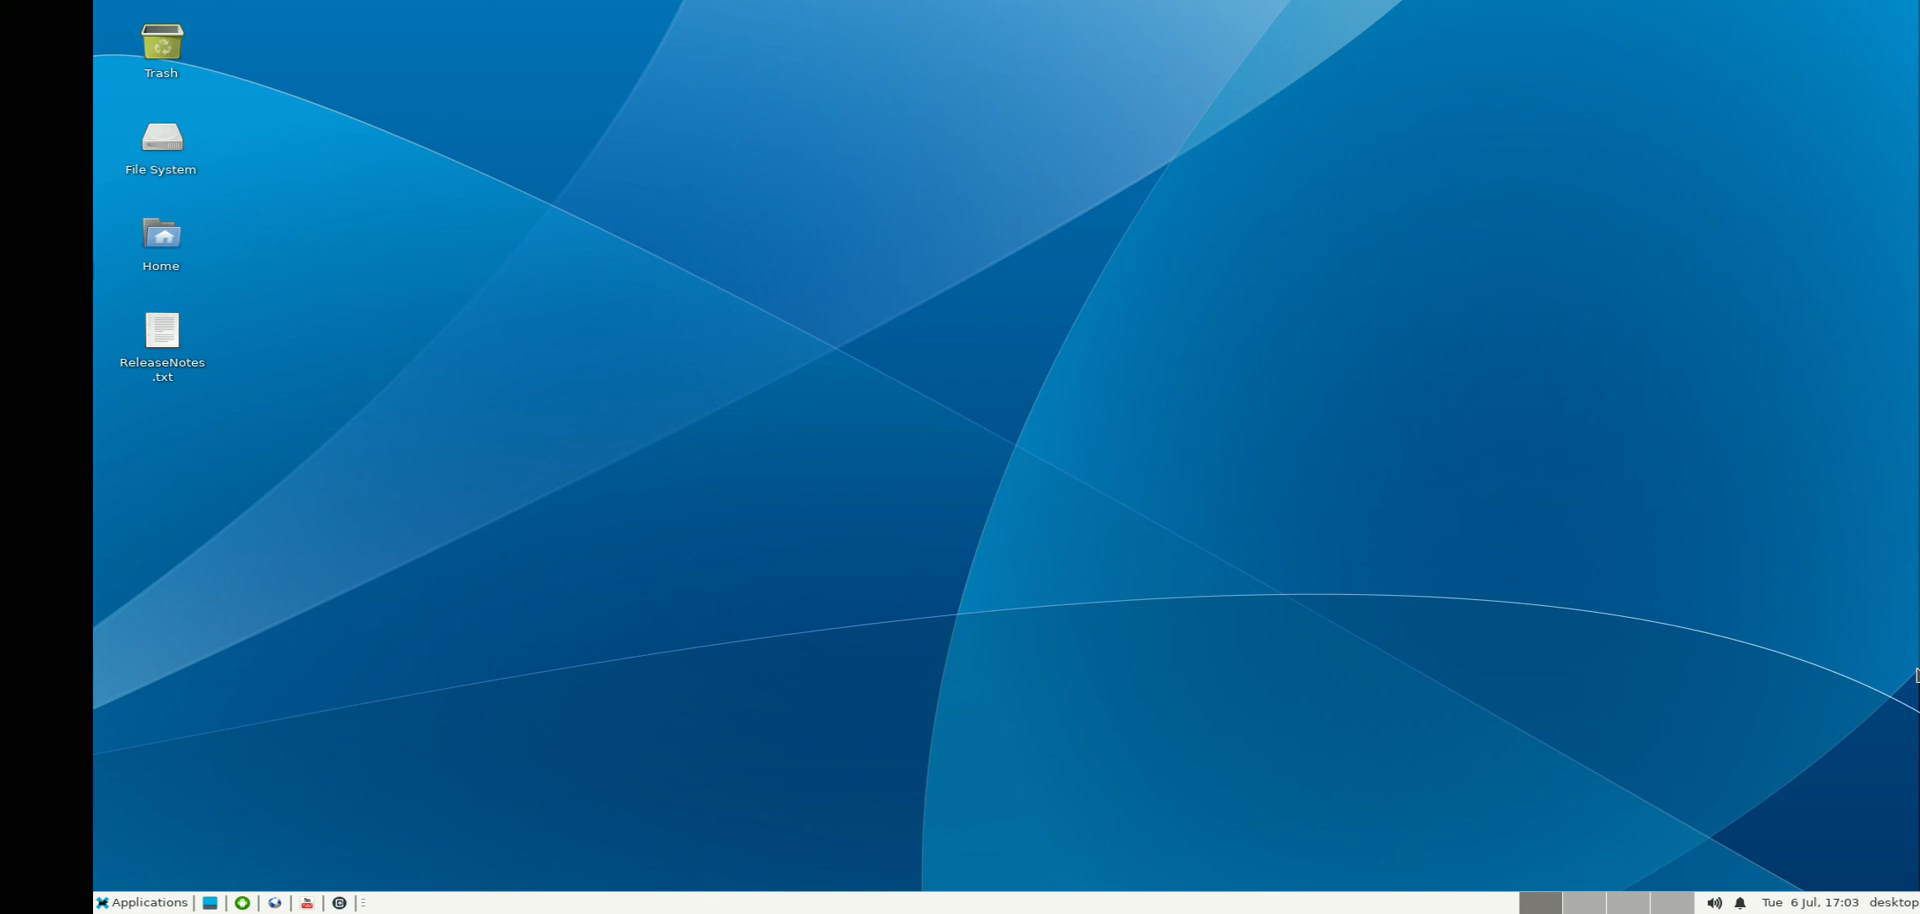 Trash
File System
Home
ReleaseNotes
.txt
Applications
Tue 6 Jul, 17:03 desktop